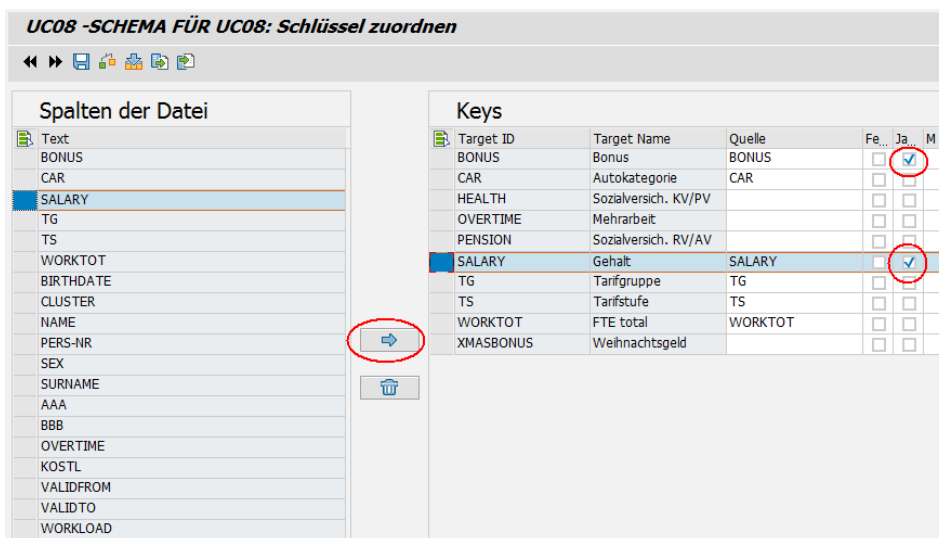 UC08 -SCHEMA FÜR UC08: Schlüssel zuordnen
Spalten der Datei
Text
BONUS
CAR
SALARY
TG
TS
WORKTOT
BIRTHDATE
CLUSTER
NAME
PERS-NR
SEX
SURNAME
AAA
BBB
OVERTIME
KOSTL
VALIDFROM
VALIDTO
WORKLOAD
Keys
Target ID Target Name Quelle Fe... Ja... M
BONUS Bonus BONUS
CAR Autokategorie CAR
HEALTH Sozialversich. KV/PV
OVERTIME Mehrarbeit
PENSION Sozialversich. RV/AV
SALARY Gehalt SALARY
TG Tarifgruppe TG
TS Tarifstufe TS
WORKTOT FTE total WORKTOT
XMASBONUS Weihnachtsgeld